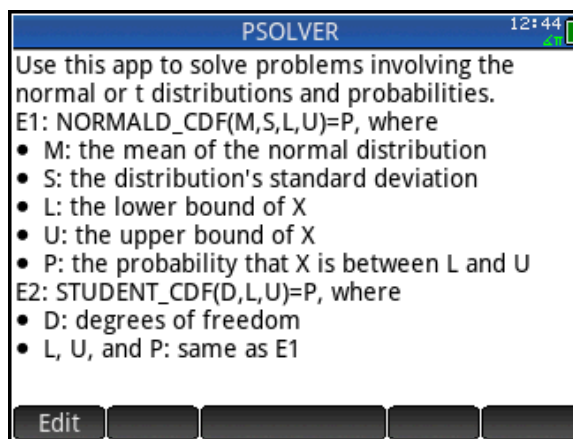 PSOLVER
12:44
∡π
Use this app to solve problems involving the
normal or t distributions and probabilities.
E1: NORMALD_CDF(M,S,L,U)=P, where
• M: the mean of the normal distribution
• S: the distribution's standard deviation
• L: the lower bound of X
• U: the upper bound of X
• P: the probability that X is between L and U
E2: STUDENT_CDF(D,L,U)=P, where
• D: degrees of freedom
• L, U, and P: same as E1
Edit